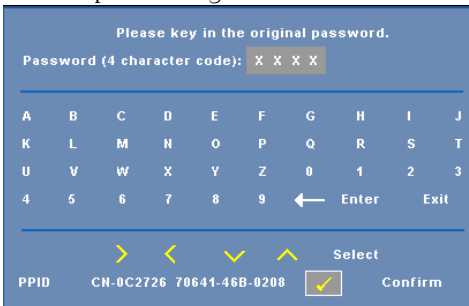 Please key in the original password.
Password (4 character code): X X X X
A B C D E F G H I J
K L M N O P Q R S T
U V W X Y Z 0 1 2 3
4 5 6 7 8 9 ← Enter Exit
> < ∨ ∧ Select
PPID CN-0C2726 70641-46B-0208 ✓ Confirm